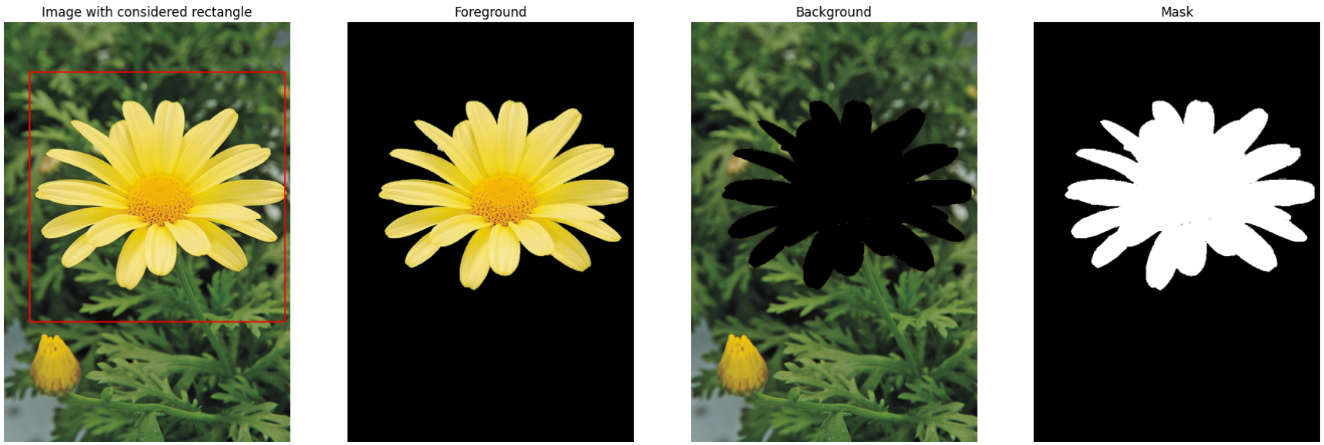 Image with considered rectangle
Foreground
Background
Mask